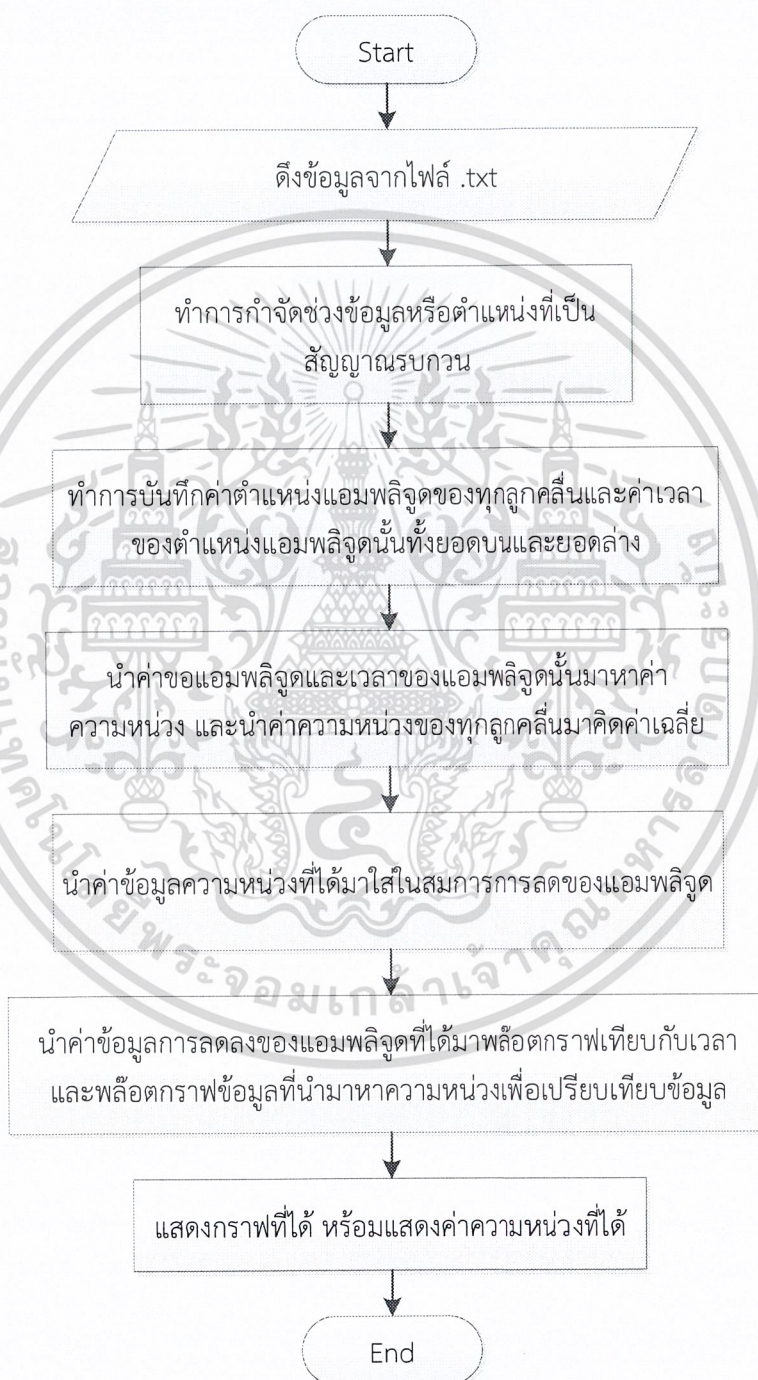 Start
ดึงข้อมูลจากไฟล์ .txt
ทำการกำจัดช่วงข้อมูลหรือตำแหน่งที่เป็น
สัญญาณรบกวน
ทำการบันทึกค่าตำแหน่งแอมพลิจูดของทุกลูกคลื่นและค่าเวลา
ของตำแหน่งแอมพลิจูดนั้นทั้งยอดบนและยอดล่าง
นำค่าขอแอมพลิจูดและเวลาของแอมพลิจูดนั้นมาหาค่า
ความหน่วง และนำค่าความหน่วงของทุกลูกคลื่นมาคิดค่าเฉลี่ย
นำค่าข้อมูลความหน่วงที่ได้มาใส่ในสมการการลดของแอมพลิจูด
นำค่าข้อมูลการลดลงของแอมพลิจูดที่ได้มาพล๊อตกราฟเทียบกับเวลา
และพล๊อตกราฟข้อมูลที่นำมาหาความหน่วงเพื่อเปรียบเทียบข้อมูล
แสดงกราฟที่ได้ หร้อมแสดงค่าความหน่วงที่ได้
End